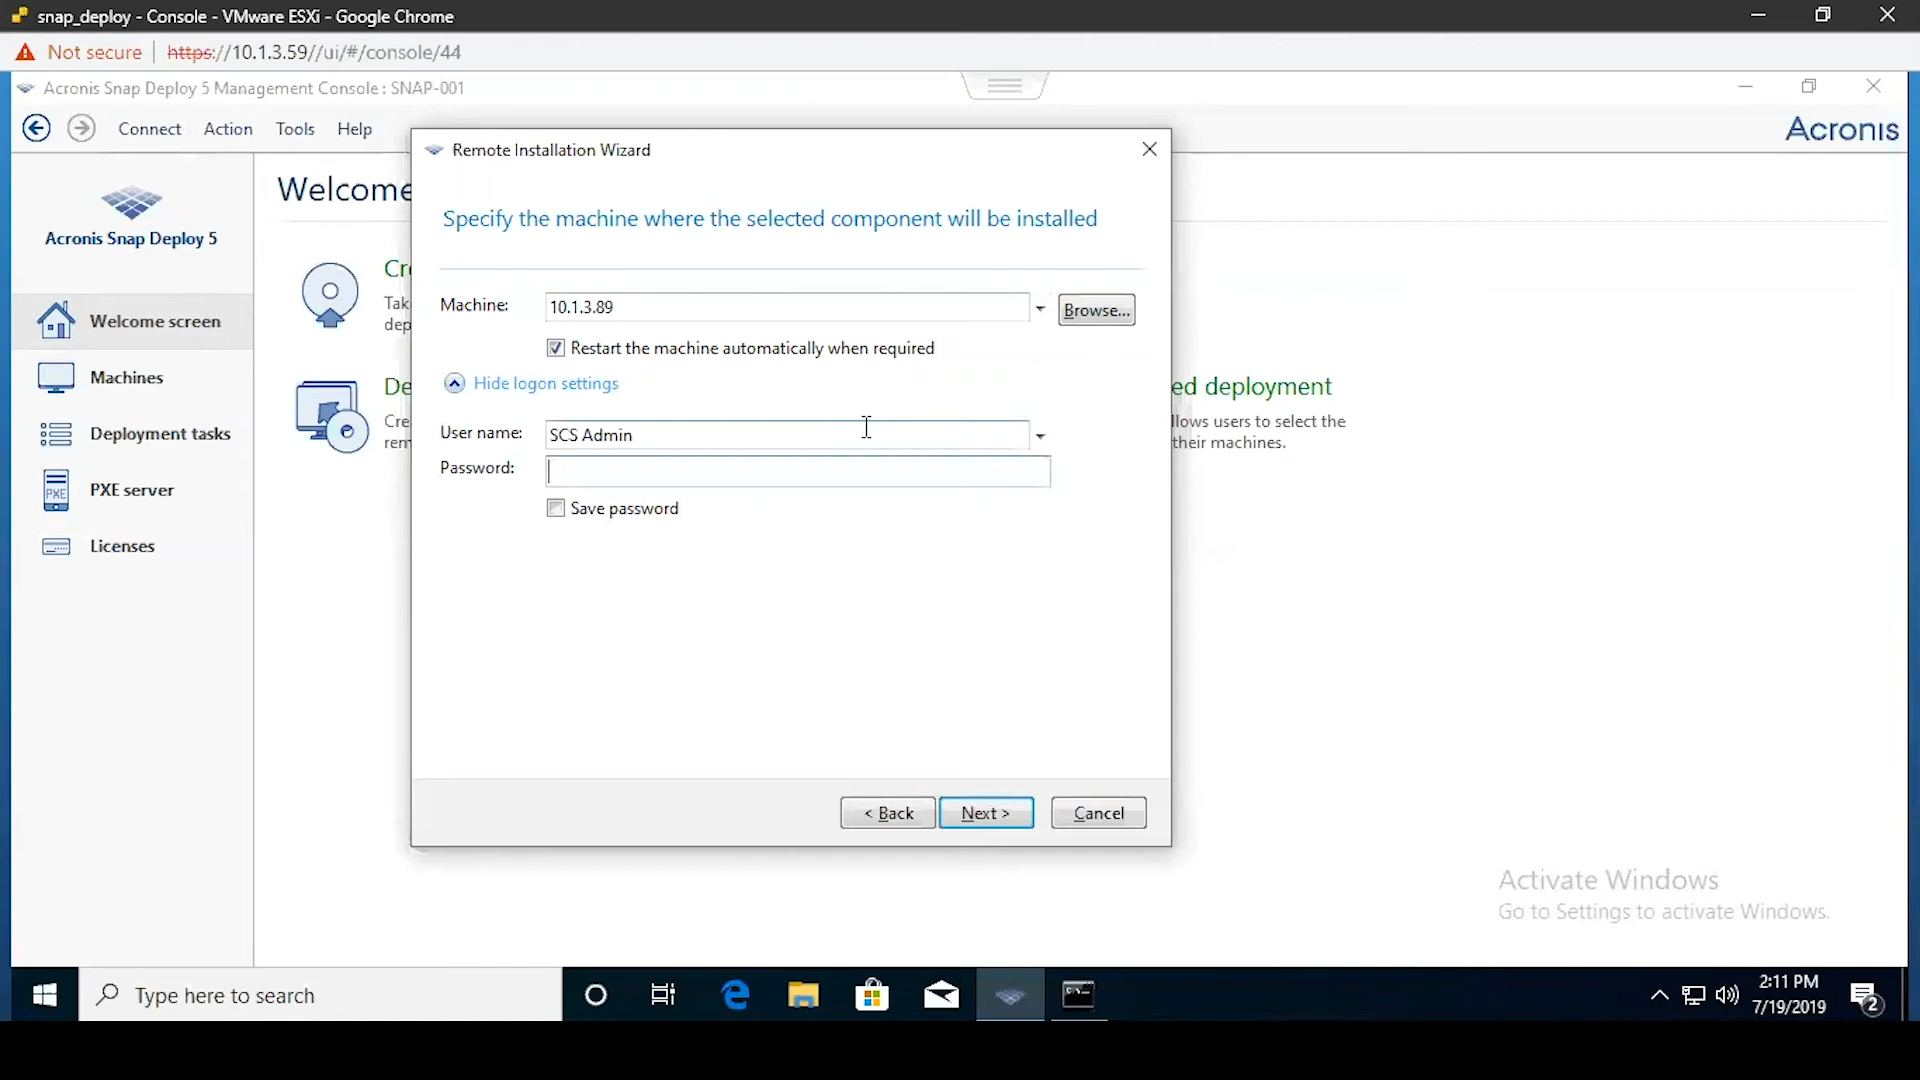 snap_deploy - Console - VMware ESXi - Google Chrome
Not secure
https://10.1.3.59//ui/#/console/44
Acronis Snap Deploy 5 Management Console : SNAP-001
Connect Action Tools Help
Acronis
Acronis Snap Deploy 5
Welcome screen
Machines
Deployment tasks
PXE
PXE server
Licenses
Welcome
Cr
Tak
dep
De
Cre
rem
ed deployment
llows users to select the
their machines.
Remote Installation Wizard
Specify the machine where the selected component will be installed
Machine: 10.1.3.89 Browse...
Restart the machine automatically when required
Hide logon settings
User name: SCS Admin
Password:
Save password
< Back Next > Cancel
Activate Windows
Go to Settings to activate Windows.
Type here to search
2:11 PM
7/19/2019
2